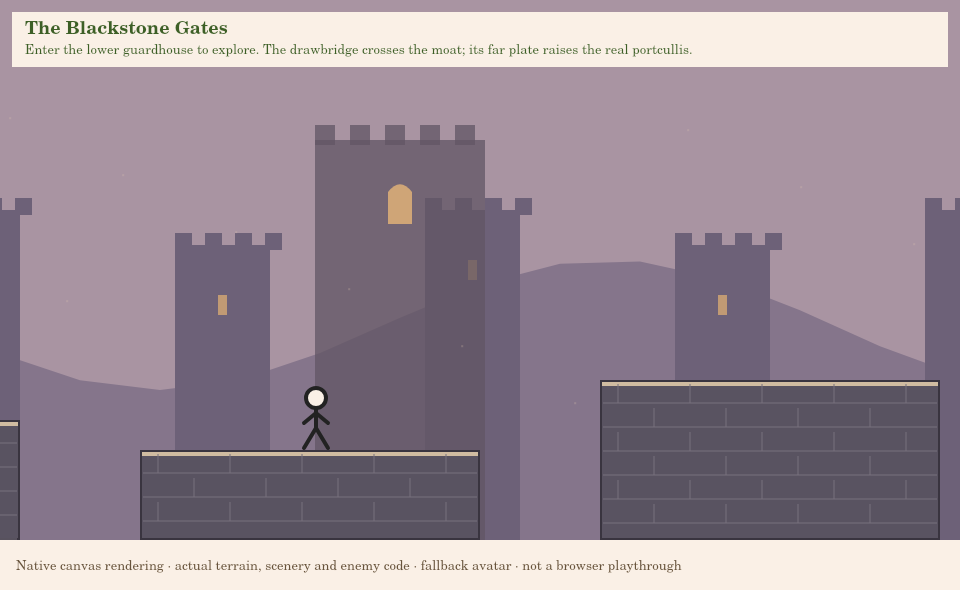 The Blackstone Gates
Enter the lower guardhouse to explore. The drawbridge crosses the moat; its far plate raises the real portcullis.
Native canvas rendering · actual terrain, scenery and enemy code · fallback avatar · not a browser playthrough